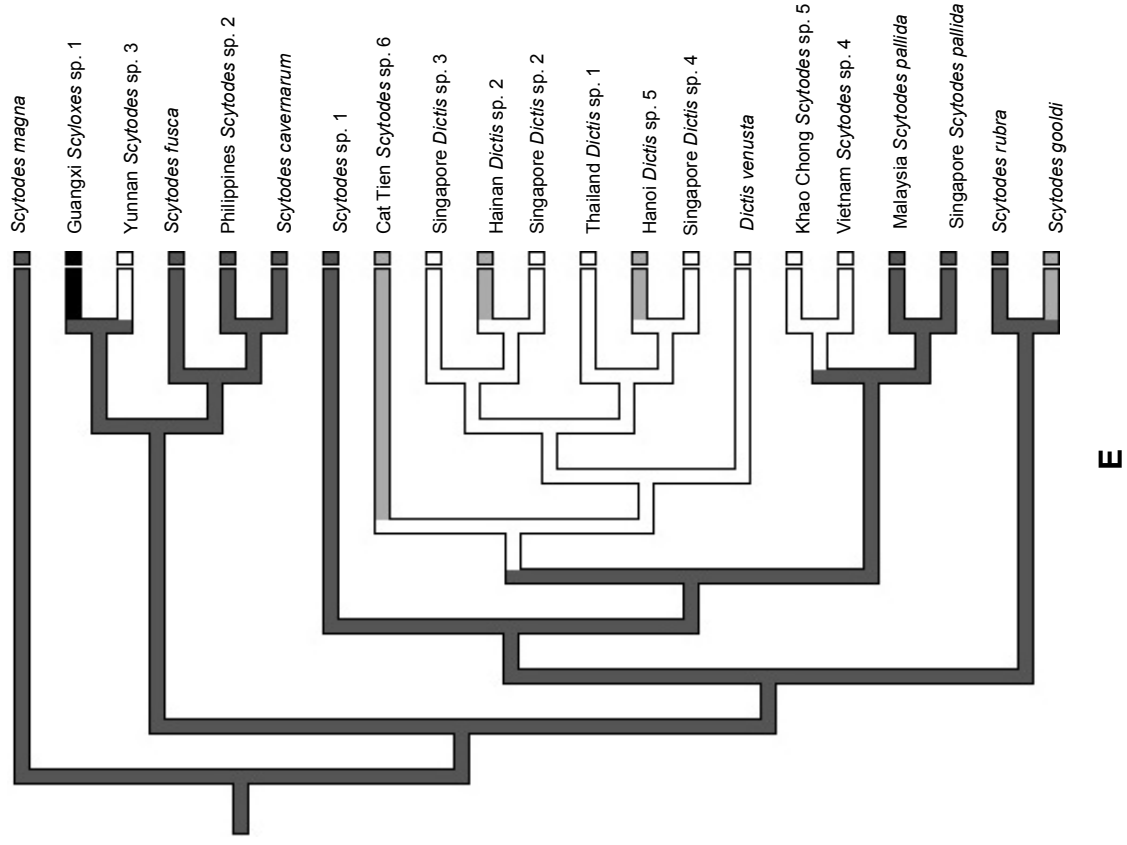 Scytodes magna
Guangxi Scyloxes sp. 1
Yunnan Scytodes sp. 3
Scytodes fusca
Philippines Scytodes sp. 2
Scytodes cavernarum
Scytodes sp. 1
Cat Tien Scytodes sp. 6
Singapore Dictis sp. 3
Hainan Dictis sp. 2
Singapore Dictis sp. 2
Thailand Dictis sp. 1
Hanoi Dictis sp. 5
Singapore Dictis sp. 4
Dictis venusta
Khao Chong Scytodes sp. 5
Vietnam Scytodes sp. 4
Malaysia Scytodes pallida
Singapore Scytodes pallida
Scytodes rubra
Scytodes gooldi
E